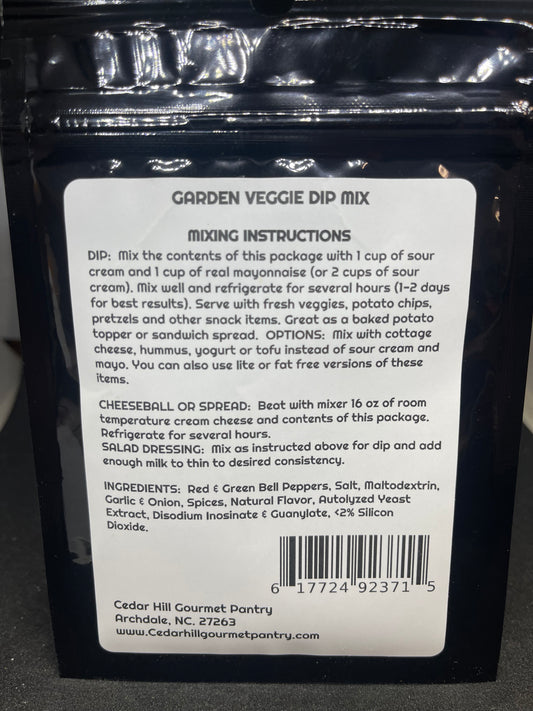 GARDEN VEGGIE DIP MIX
MIXING INSTRUCTIONS
DIP: Mix the contents of this package with 1 cup of sour
cream and 1 cup of real mayonnaise (or 2 cups of sour
cream). Mix well and refrigerate for several hours (1-2 days
for best results). Serve with fresh veggies, potato chips,
pretzels and other snack items. Great as a baked potato
topper or sandwich spread. OPTIONS: Mix with cottage
cheese, hummus, yogurt or tofu instead of sour cream and
mayo. You can also use lite or fat free versions of these
items.
CHEESEBALL OR SPREAD: Beat with mixer 16 oz of room
temperature cream cheese and contents of this package.
Refrigerate for several hours.
SALAD DRESSING: Mix as instructed above for dip and add
enough milk to thin to desired consistency.
INGREDIENTS: Red & Green Bell Peppers, Salt, Maltodextrin,
Garlic & Onion, Spices, Natural Flavor, Autolyzed Yeast
Extract, Disodium Inosinate & Guanylate, <2% Silicon
Dioxide.
6 17724 92371 5
Cedar Hill Gourmet Pantry
Archdale, NC. 27263
www.Cedarhillgourmetpantry.com